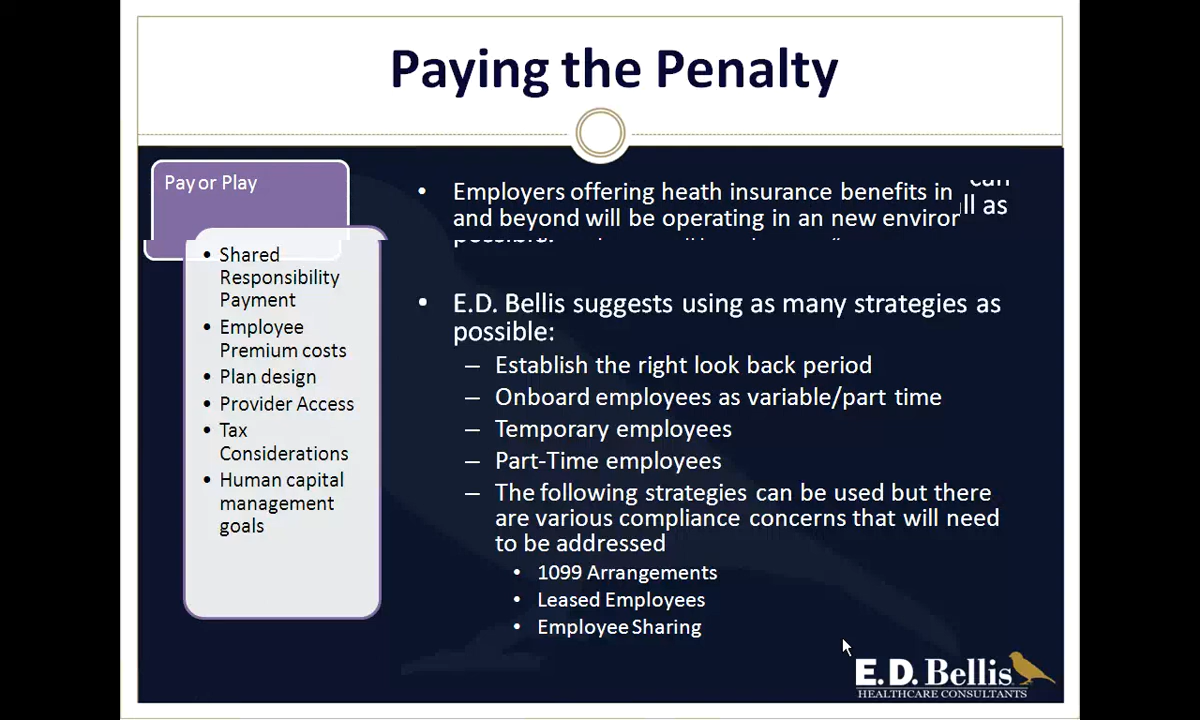 Paying the Penalty
Pay or Play
• Shared
Responsibility
Payment
• Employee
Premium costs
• Plan design
• Provider Access
• Tax
Considerations
• Human capital
management
goals
• Employers offering heath insurance benefits in
and beyond will be operating in an new enviror
ll as
• E.D. Bellis suggests using as many strategies as
possible:
– Establish the right look back period
– Onboard employees as variable/part time
– Temporary employees
– Part-Time employees
– The following strategies can be used but there
are various compliance concerns that will need
to be addressed
• 1099 Arrangements
• Leased Employees
• Employee Sharing
E.D. Bellis
HEALTHCARE CONSULTANTS